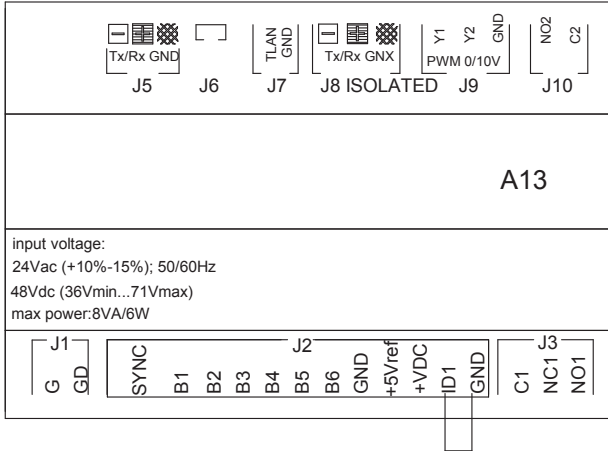 Tx/Rx GND
TLAN
GND
Tx/Rx GNX
Y1
Y2
GND
PWM 0/10V
NO2
C2
J5
J6
J7
J8 ISOLATED
J9
J10
A13
input voltage:
24Vac (+10%-15%); 50/60Hz
48Vdc (36Vmin...71Vmax)
max power:8VA/6W
J1
J2
J3
G
GD
SYNC
B1
B2
B3
B4
B5
B6
GND
+5Vref
+VDC
ID1
GND
C1
NC1
NO1